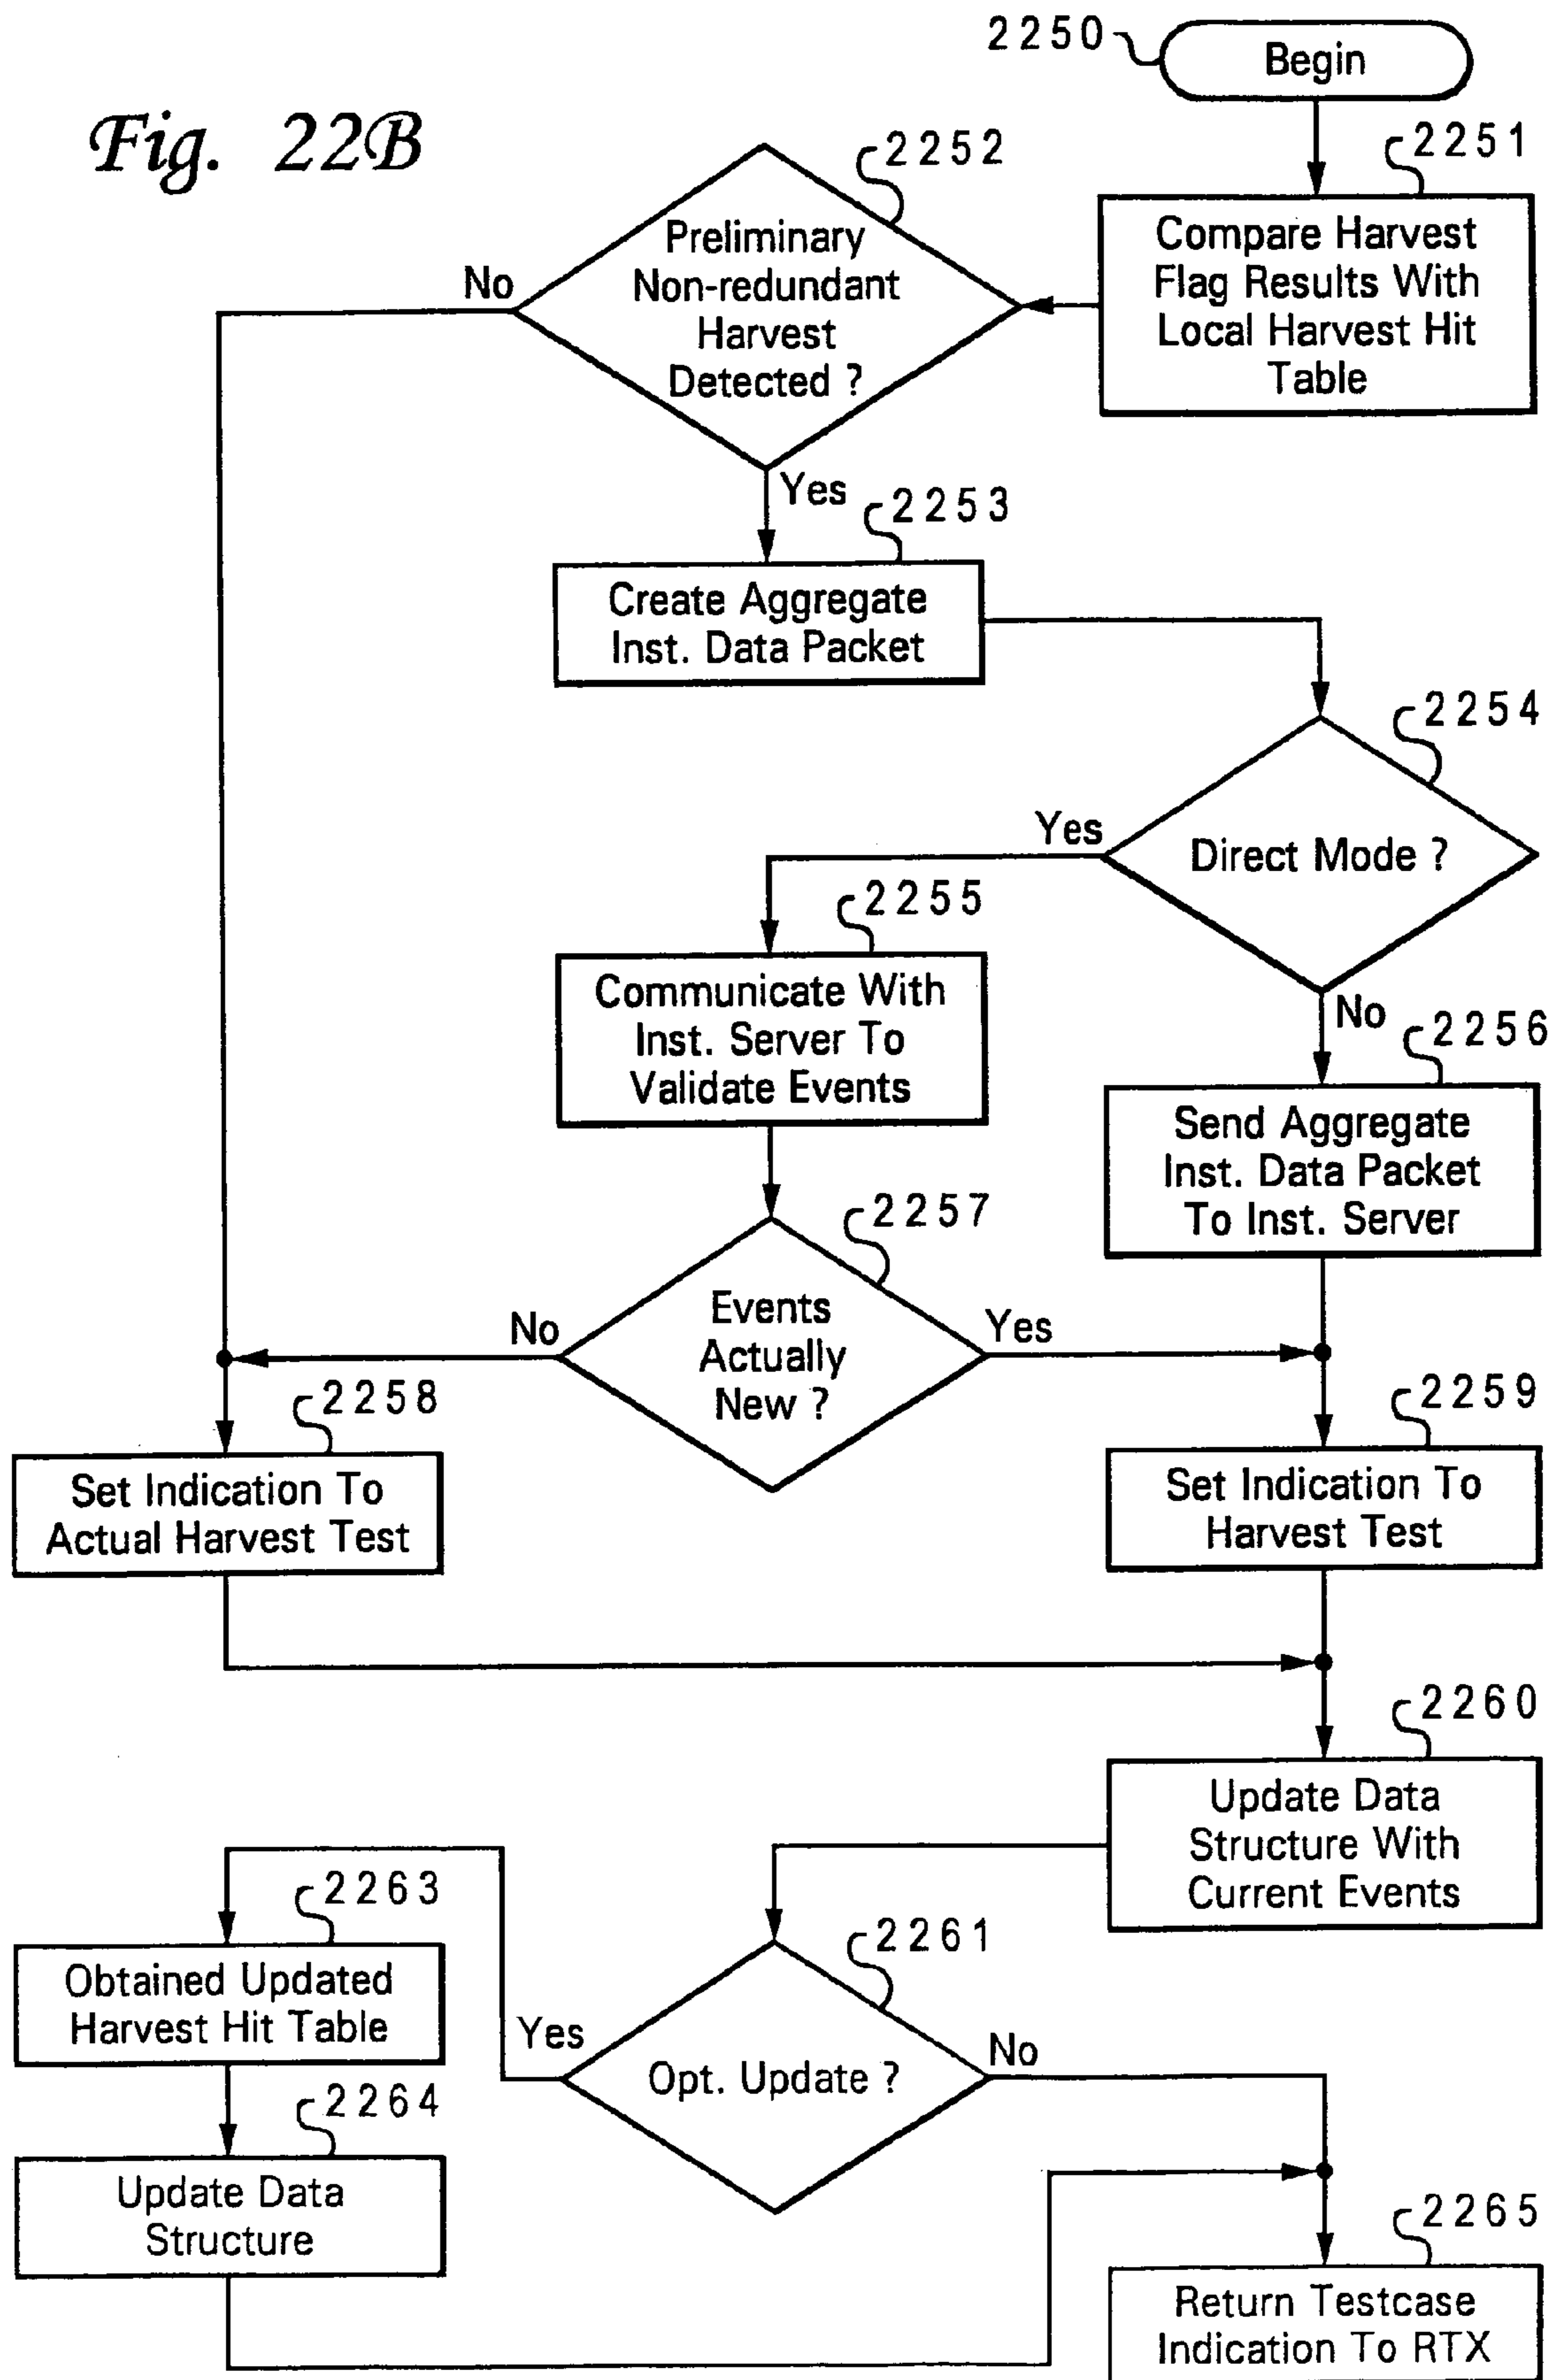 2250
Begin
Fig. 22B
2251
2252
Compare Harvest
Flag Results With
Local Harvest Hit
Table
Preliminary
Non-redundant
Harvest
Detected ?
No
Yes
2253
Create Aggregate
Inst. Data Packet
2254
Direct Mode ?
Yes
No
2255
Communicate With
Inst. Server To
Validate Events
2256
Send Aggregate
Inst. Data Packet
To Inst. Server
2257
Events
Actually
New ?
No
Yes
2258
Set Indication To
Actual Harvest Test
2259
Set Indication To
Harvest Test
2260
Update Data
Structure With
Current Events
2261
Opt. Update ?
Yes
No
2263
Obtained Updated
Harvest Hit Table
2264
Update Data
Structure
2265
Return Testcase
Indication To RTX